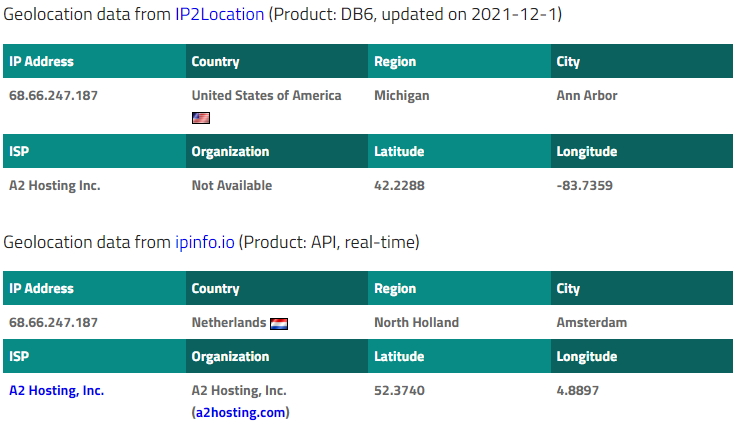 Geolocation data from IP2Location (Product: DB6, updated on 2021-12-1)
IP Address Country Region City
68.66.247.187 United States of America Michigan Ann Arbor
ISP Organization Latitude Longitude
A2 Hosting Inc. Not Available 42.2288 -83.7359
Geolocation data from ipinfo.io (Product: API, real-time)
IP Address Country Region City
68.66.247.187 Netherlands North Holland Amsterdam
ISP Organization Latitude Longitude
A2 Hosting, Inc. A2 Hosting, Inc. 52.3740 4.8897
(a2hosting.com)